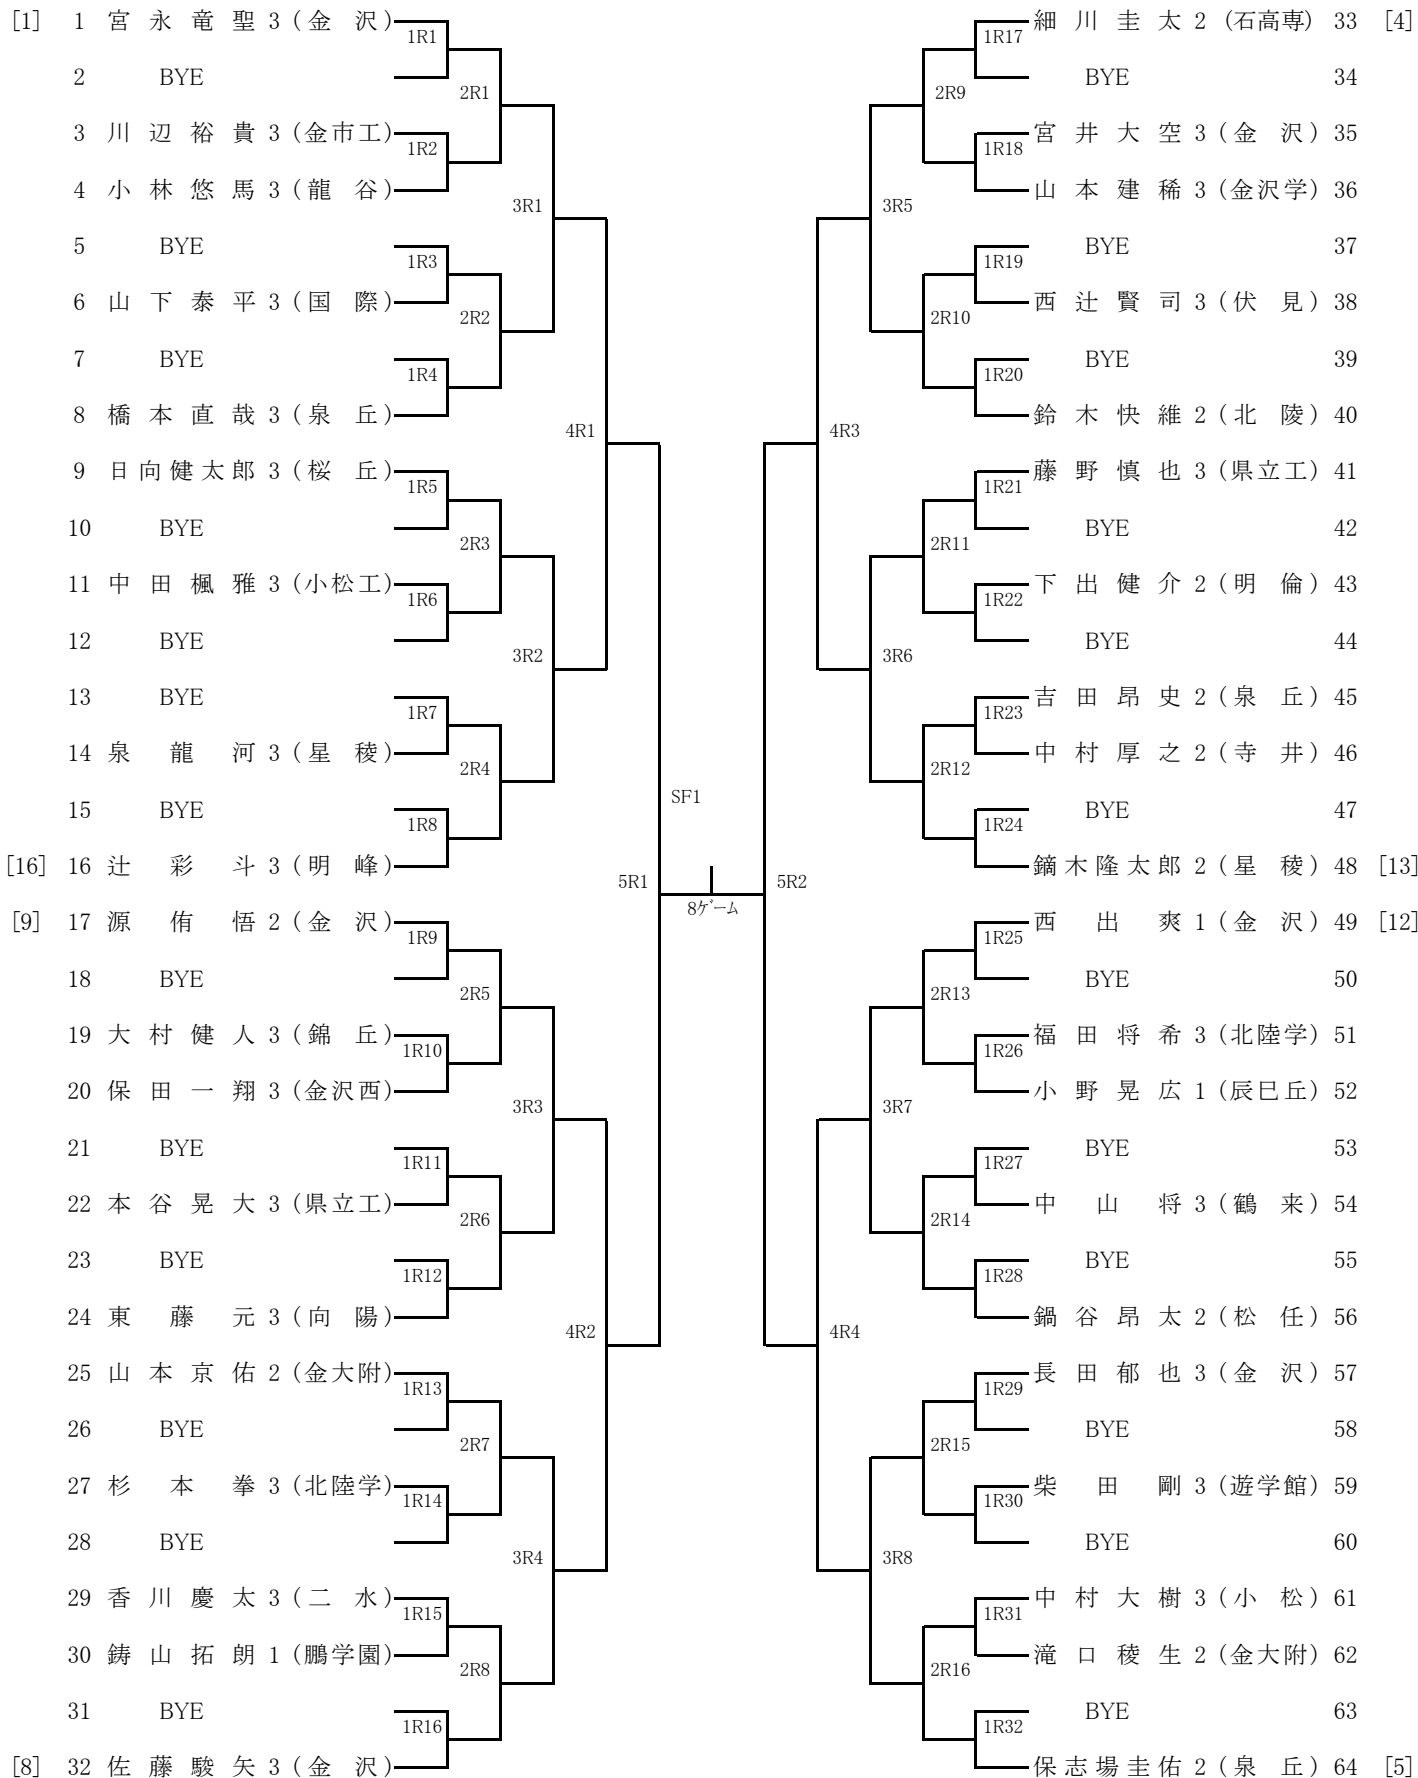 [1] 1 宮永竜聖 3 (金沢)
1R1
2 BYE
2R1
3 川辺裕貴 3 (金市工)
1R2
4 小林悠馬 3 (龍谷)
3R1
5 BYE
1R3
6 山下泰平 3 (国際)
2R2
7 BYE
1R4
8 橋本直哉 3 (泉丘)
4R1
9 日向健太郎 3 (桜丘)
1R5
10 BYE
2R3
11 中田楓雅 3 (小松工)
1R6
12 BYE
3R2
13 BYE
1R7
14 泉龍河 3 (星稜)
2R4
15 BYE
1R8
[16] 16 辻彩斗 3 (明峰)
5R1
[9] 17 源侑悟 2 (金沢)
1R9
18 BYE
2R5
19 大村健人 3 (錦丘)
1R10
20 保田一翔 3 (金沢西)
3R3
21 BYE
1R11
22 本谷晃大 3 (県立工)
2R6
23 BYE
1R12
24 東藤元 3 (向陽)
4R2
25 山本京佑 2 (金大附)
1R13
26 BYE
2R7
27 杉本拳 3 (北陸学)
1R14
28 BYE
3R4
29 香川慶太 3 (二水)
1R15
30 鋳山拓朗 1 (鵬学園)
2R8
31 BYE
1R16
[8] 32 佐藤駿矢 3 (金沢)
SF1
8ゲーム
細川圭太 2 (石高専) 33 [4]
1R17
BYE 34
2R9
宮井大空 3 (金沢) 35
1R18
山本建稀 3 (金沢学) 36
3R5
BYE 37
1R19
西辻賢司 3 (伏見) 38
2R10
BYE 39
1R20
鈴木快維 2 (北陵) 40
4R3
藤野慎也 3 (県立工) 41
1R21
BYE 42
2R11
下出健介 2 (明倫) 43
1R22
BYE 44
3R6
吉田昂史 2 (泉丘) 45
1R23
中村厚之 2 (寺井) 46
2R12
BYE 47
1R24
鏑木隆太郎 2 (星稜) 48 [13]
5R2
西出爽 1 (金沢) 49 [12]
1R25
BYE 50
2R13
福田将希 3 (北陸学) 51
1R26
小野晃広 1 (辰巳丘) 52
3R7
BYE 53
1R27
中山将 3 (鶴来) 54
2R14
BYE 55
1R28
鍋谷昂太 2 (松任) 56
4R4
長田郁也 3 (金沢) 57
1R29
BYE 58
2R15
柴田剛 3 (遊学館) 59
1R30
BYE 60
3R8
中村大樹 3 (小松) 61
1R31
滝口稜生 2 (金大附) 62
2R16
BYE 63
1R32
保志場圭佑 2 (泉丘) 64 [5]